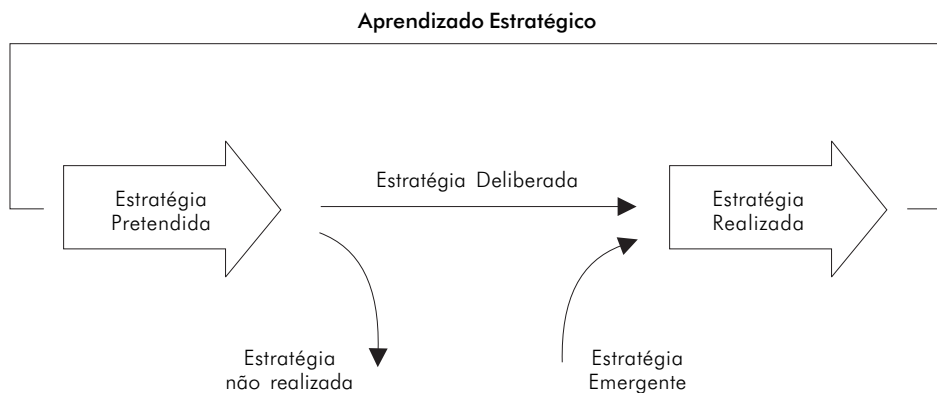 Aprendizado Estratégico
Estratégia
Pretendida
Estratégia Deliberada
Estratégia
Realizada
Estratégia
não realizada
Estratégia
Emergente